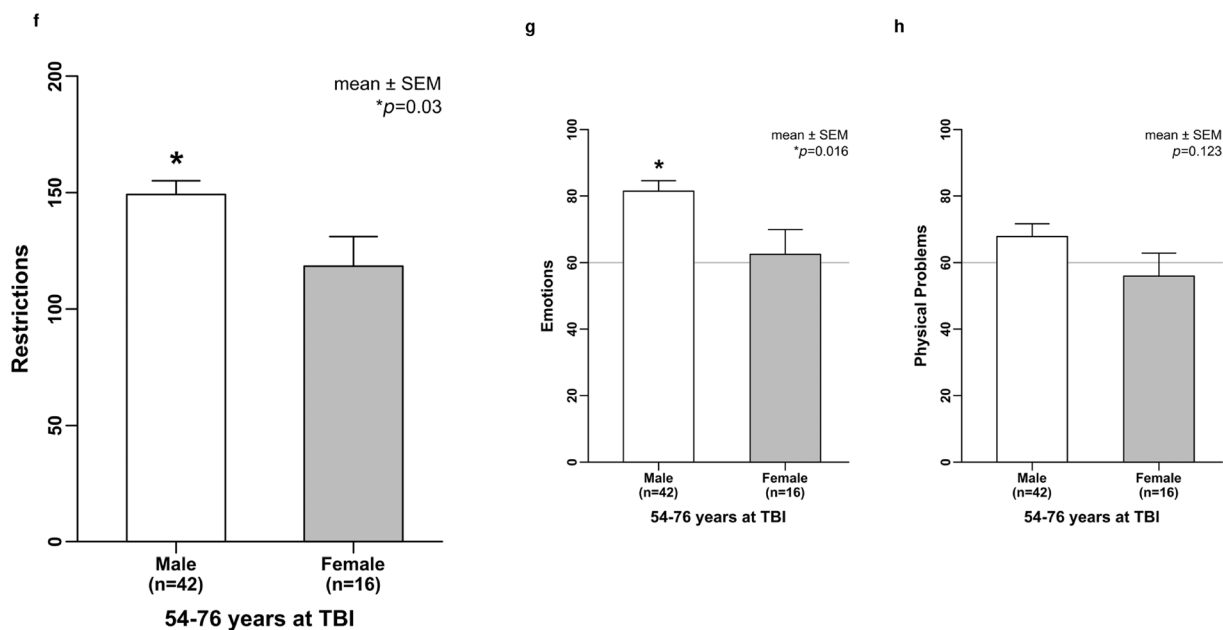 f
mean ± SEM
*p=0.03
200
150
100
50
0
Restrictions
*
Male
(n=42)
Female
(n=16)
54-76 years at TBI
g
mean ± SEM
*p=0.016
100
80
60
40
20
0
Emotions
*
Male
(n=42)
Female
(n=16)
54-76 years at TBI
h
mean ± SEM
p=0.123
100
80
60
40
20
0
Physical Problems
Male
(n=42)
Female
(n=16)
54-76 years at TBI